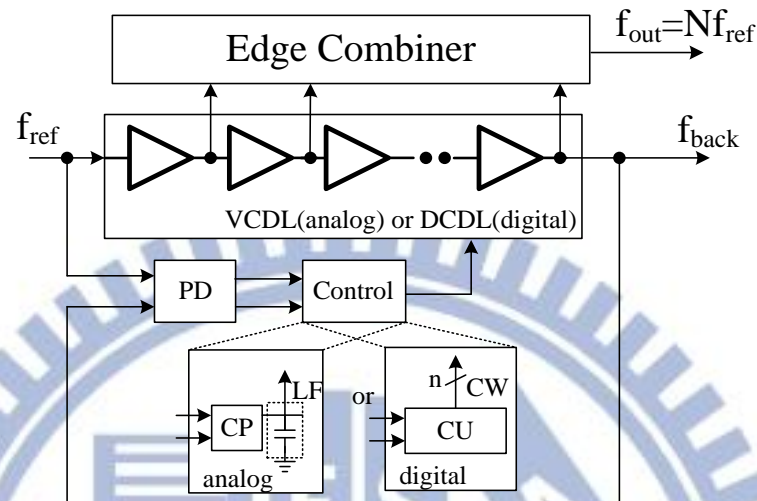 Edge Combiner
f_out=Nf_ref
f_ref
f_back
VCDL(analog) or DCDL(digital)
PD
Control
LF
CP
analog
or
n
CW
CU
digital